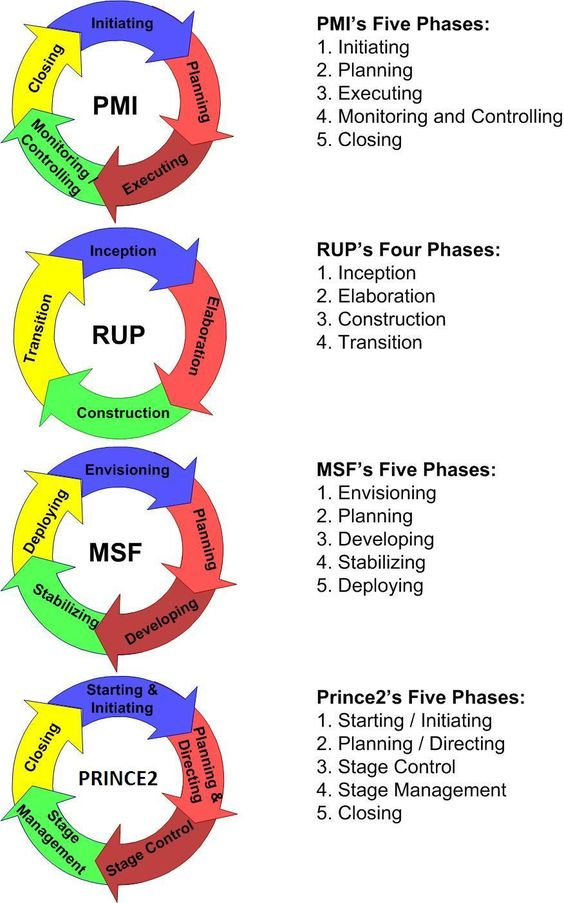 Initiating
Planning
Executing
Monitoring /
Controlling
Closing
PMI
PMI's Five Phases:
1. Initiating
2. Planning
3. Executing
4. Monitoring and Controlling
5. Closing
Inception
Elaboration
Construction
Transition
RUP
RUP's Four Phases:
1. Inception
2. Elaboration
3. Construction
4. Transition
Envisioning
Planning
Developing
Stabilizing
Deploying
MSF
MSF's Five Phases:
1. Envisioning
2. Planning
3. Developing
4. Stabilizing
5. Deploying
Starting &
Initiating
Planning &
Directing
Stage Control
Stage
Management
Closing
PRINCE2
Prince2's Five Phases:
1. Starting / Initiating
2. Planning / Directing
3. Stage Control
4. Stage Management
5. Closing